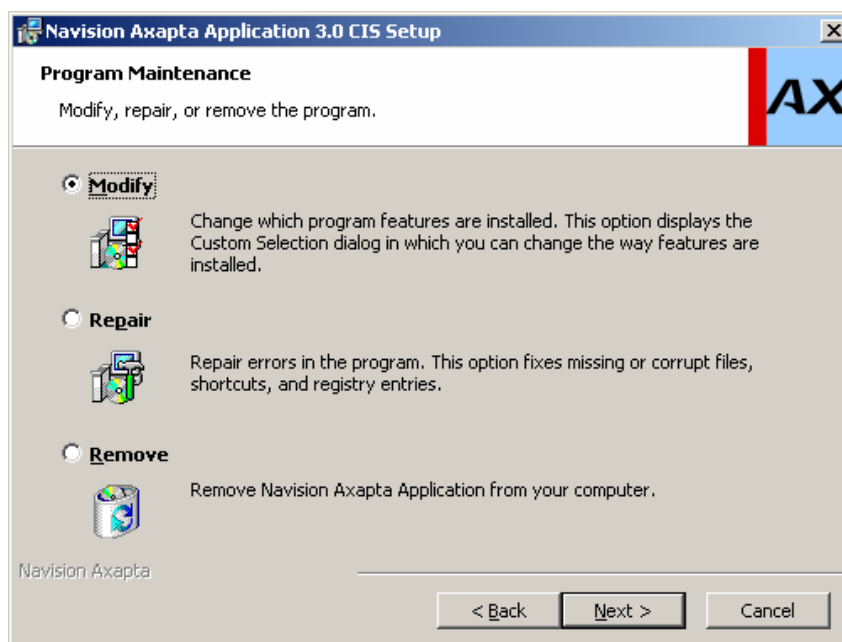 Navision Axapta Application 3.0 CIS Setup
Program Maintenance
Modify, repair, or remove the program.
AX
Modify
Change which program features are installed. This option displays the
Custom Selection dialog in which you can change the way features are
installed.
Repair
Repair errors in the program. This option fixes missing or corrupt files,
shortcuts, and registry entries.
Remove
Remove Navision Axapta Application from your computer.
Navision Axapta
< Back
Next >
Cancel